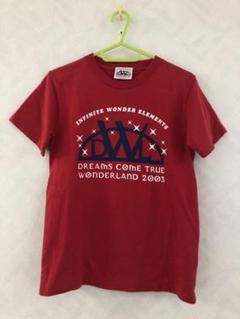 INFINITE WONDER ELEMENTS
DWL
DREAMS COME TRUE
WONDERLAND 2003